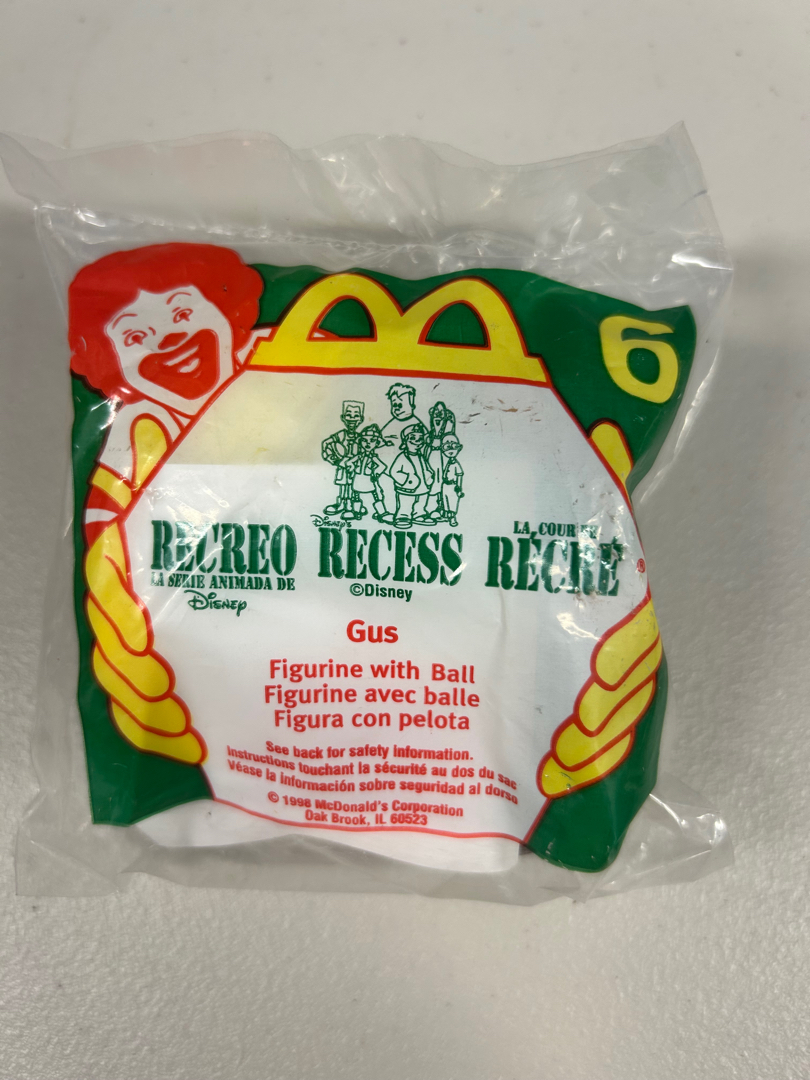 6
RECREO
LA SERIE ANIMADA DE
Disney
Disney's
RECESS
©Disney
LA COUR DE
RÉCRÉ
®
Gus
Figurine with Ball
Figurine avec balle
Figura con pelota
See back for safety information.
Instructions touchant la sécurité au dos du sac
Véase la información sobre seguridad al dorso
© 1998 McDonald's Corporation
Oak Brook, IL 60523